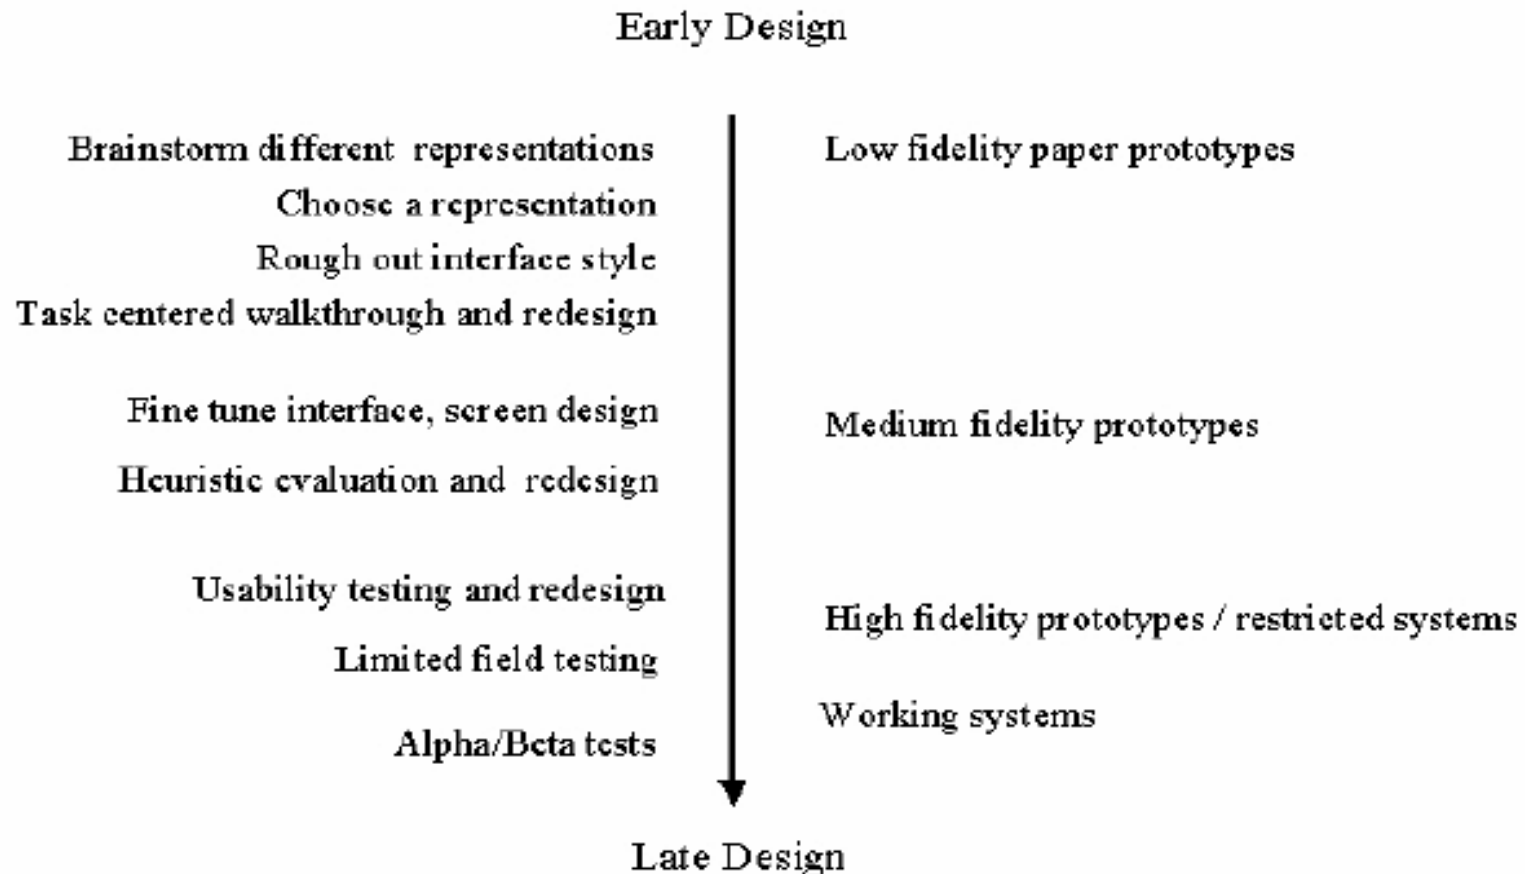 Early Design
Brainstorm different representations
Low fidelity paper prototypes
Choose a representation
Rough out interface style
Task centered walkthrough and redesign
Fine tune interface, screen design
Medium fidelity prototypes
Heuristic evaluation and redesign
Usability testing and redesign
High fidelity prototypes / restricted systems
Limited field testing
Working systems
Alpha/Beta tests
Late Design